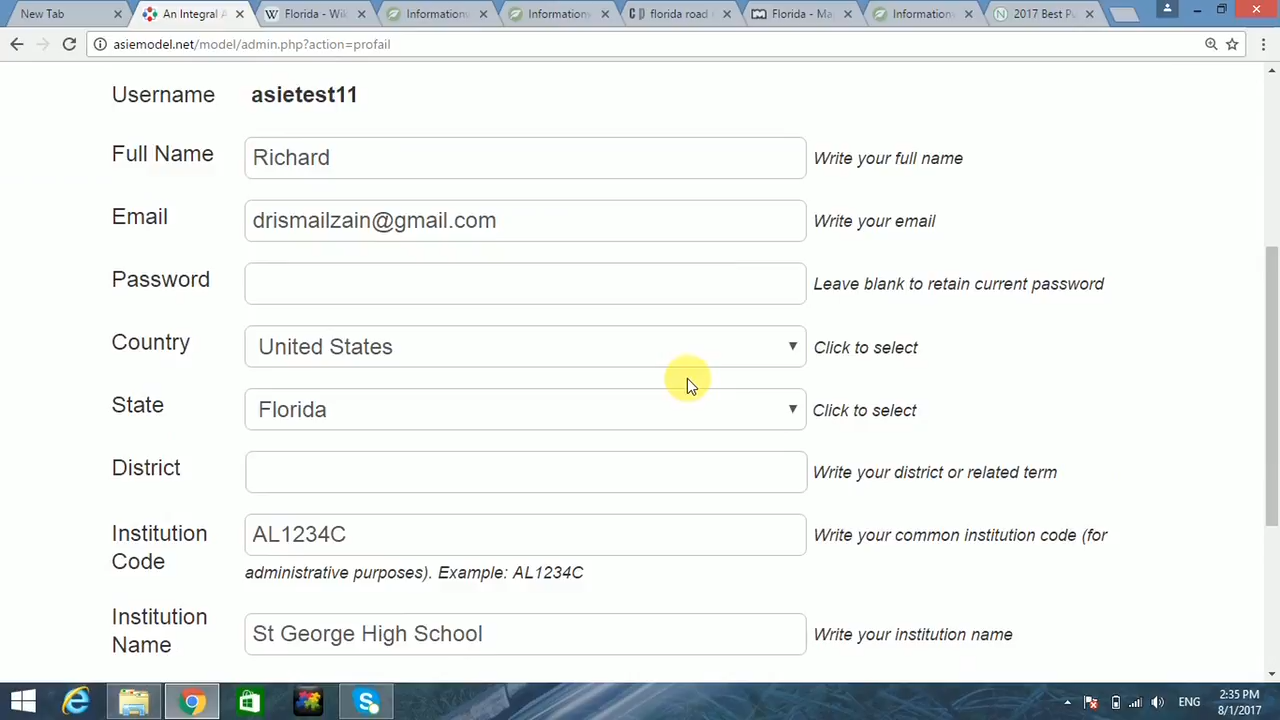 New Tab
An Integral A
Florida - Wik
Information
Information
florida road
Florida - Ma
Information
2017 Best P
asiemodel.net/model/admin.php?action=profail
Username asietest11
Full Name Richard Write your full name
Email drismailzain@gmail.com Write your email
Password Leave blank to retain current password
Country United States Click to select
State Florida Click to select
District Write your district or related term
Institution Code AL1234C Write your common institution code (for
administrative purposes). Example: AL1234C
Institution Name St George High School Write your institution name
ENG
2:35 PM
8/1/2017